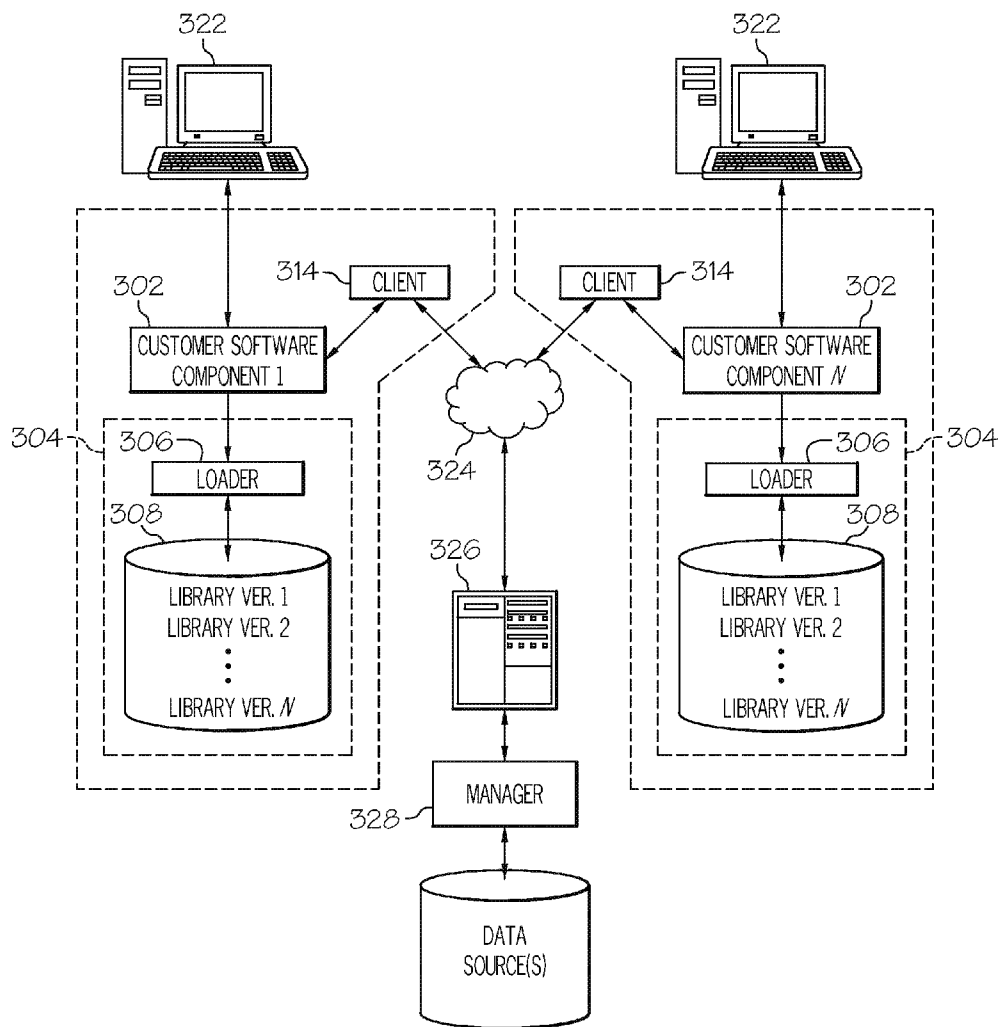 322
322
314
CLIENT
CLIENT
314
302
CUSTOMER SOFTWARE
COMPONENT 1
302
CUSTOMER SOFTWARE
COMPONENT N
324
304
306
LOADER
306
LOADER
304
308
LIBRARY VER. 1
LIBRARY VER. 2
LIBRARY VER. N
326
308
LIBRARY VER. 1
LIBRARY VER. 2
LIBRARY VER. N
MANAGER
328
DATA
SOURCE(S)